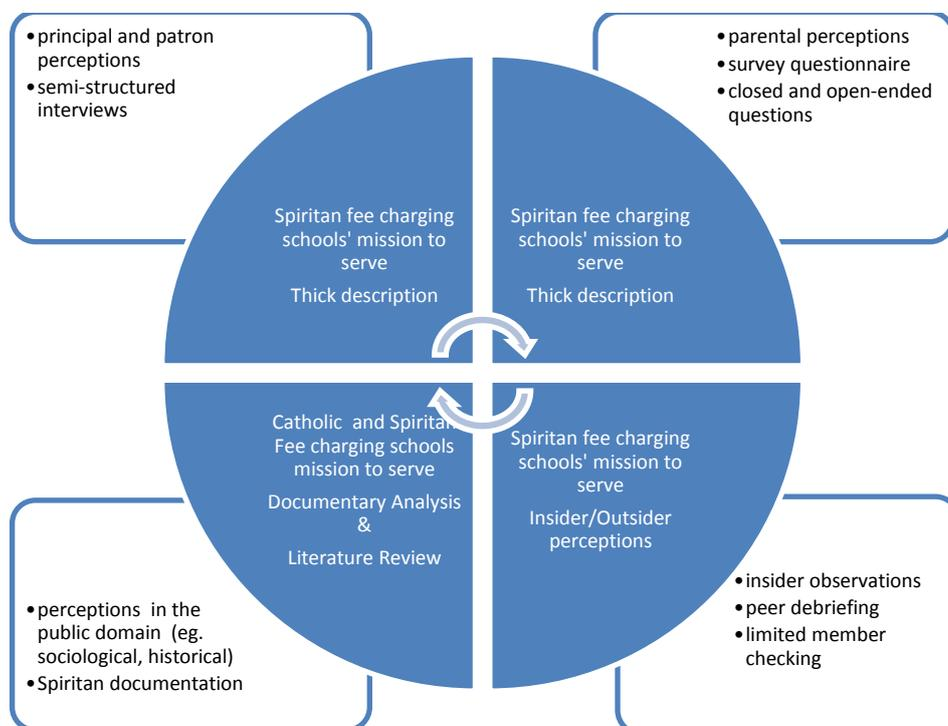 •principal and patron
perceptions
•semi-structured
interviews
•parental perceptions
•survey questionnaire
•closed and open-ended
questions
Spiritan fee charging
schools' mission to
serve
Thick description
Spiritan fee charging
schools' mission to
serve
Thick description
Catholic and Spiritan
Fee charging schools
mission to serve
Documentary Analysis
&
Literature Review
Spiritan fee charging
schools' mission to
serve
Insider/Outsider
perceptions
•perceptions in the
public domain (eg.
sociological, historical)
•Spiritan documentation
•insider observations
•peer debriefing
•limited member
checking